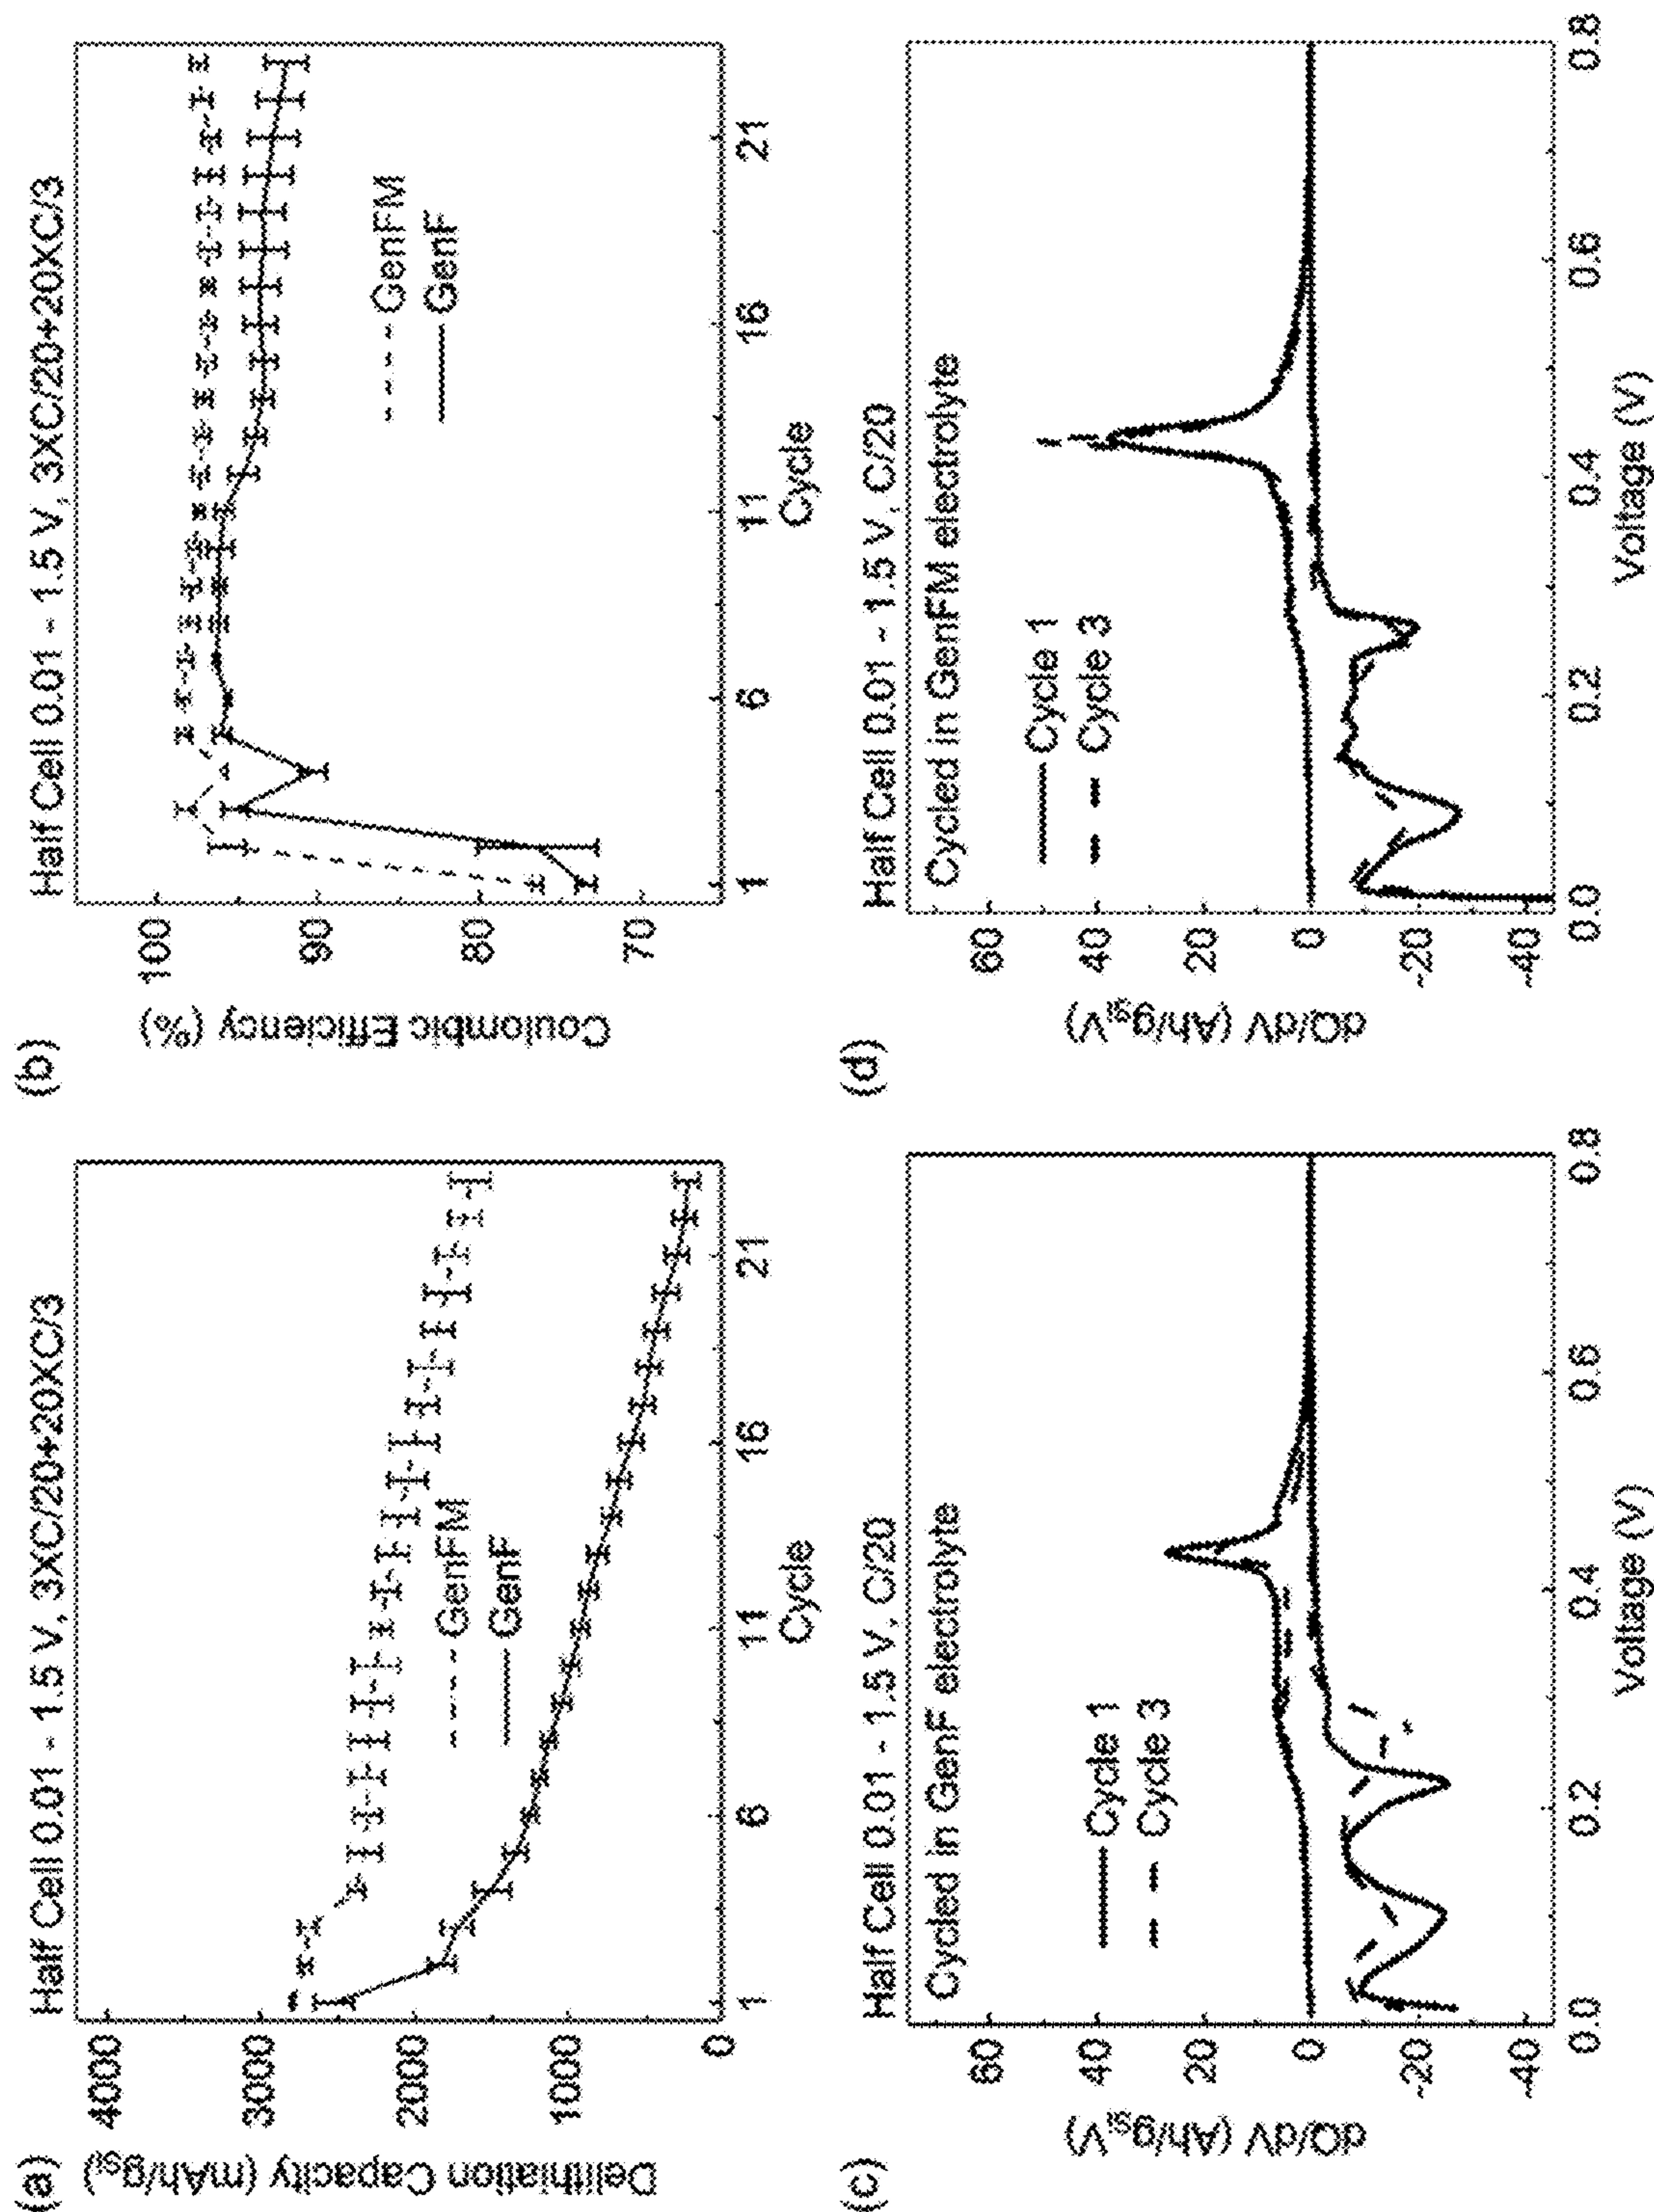 (a)
Half Cell 0.01 - 1.5 V, 3XC/20+20XC/3
Delithiation Capacity (mAh/gSi)
4000
3000
2000
1000
0
GenFM
GenF
1
6
11
16
21
Cycle
(b)
Half Cell 0.01 - 1.5 V, 3XC/20+20XC/3
Coulombic Efficiency (%)
100
90
80
70
GenFM
GenF
1
6
11
16
21
Cycle
(c)
Half Cell 0.01 - 1.5 V, C/20
Cycled in GenF electrolyte
Cycle 1
Cycle 3
dQ/dV (Ah/gSiV)
60
40
20
0
-20
-40
0.0
0.2
0.4
0.6
0.8
Voltage (V)
(d)
Half Cell 0.01 - 1.5 V, C/20
Cycled in GenFM electrolyte
Cycle 1
Cycle 3
dQ/dV (Ah/gSiV)
60
40
20
0
-20
-40
0.0
0.2
0.4
0.6
0.8
Voltage (V)